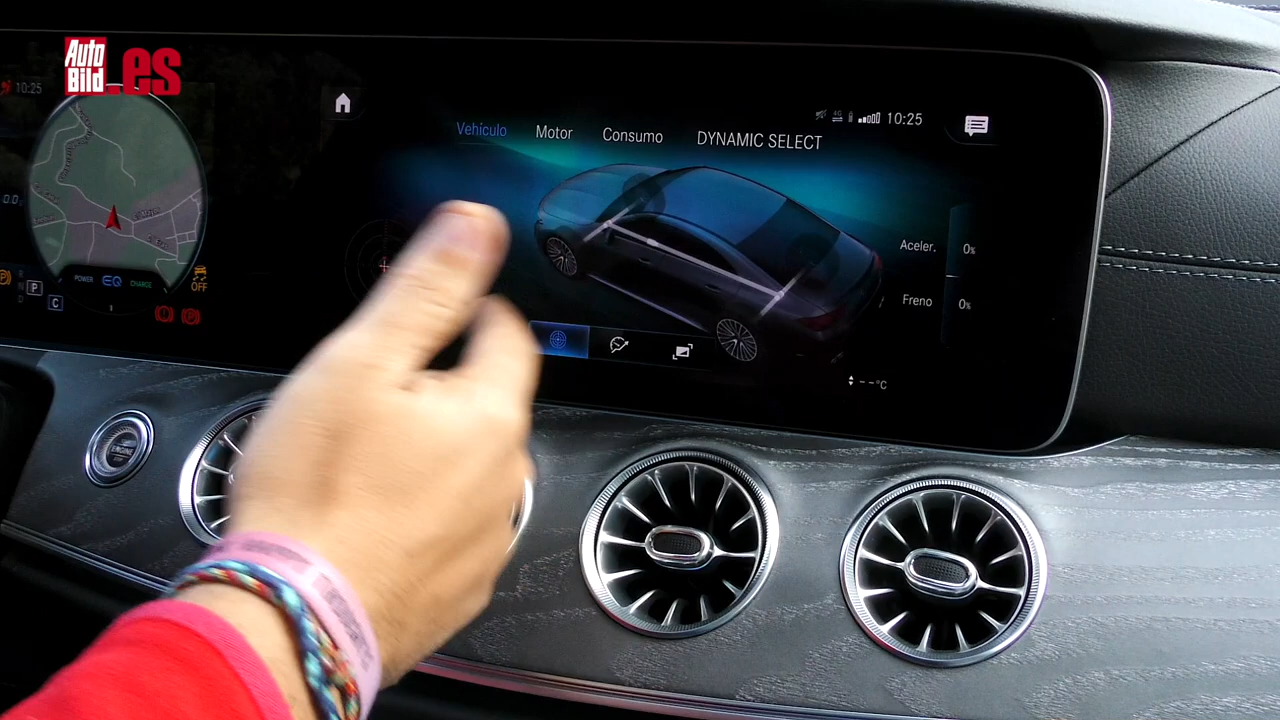 Auto
Bild
.es
10:25
10:25
Vehículo
Motor
Consumo
DYNAMIC SELECT
Aceler.
0%
Freno
0%
POWER
EQ
CHARGE
OFF
P
C
--°C
ENGINE